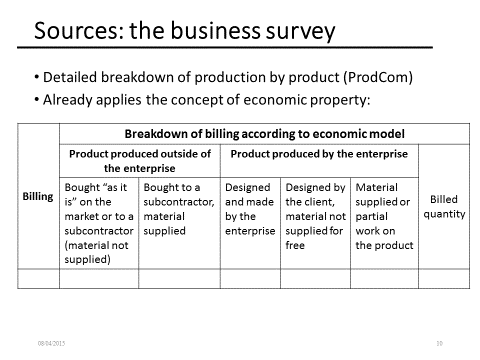 Sources: the business survey
• Detailed breakdown of production by product (ProdCom)
• Already applies the concept of economic property:
Breakdown of billing according to economic model
Product produced outside of
the enterprise
Product produced by the enterprise
Billing
Bought "as it
is" on the
market or to a
subcontractor
(material not
supplied)
Bought to a
subcontractor,
material
supplied
Designed
and made
by the
enterprise
Designed by
the client,
material not
supplied for
free
Material
supplied or
partial
work on
the product
Billed
quantity
08/04/2015
10